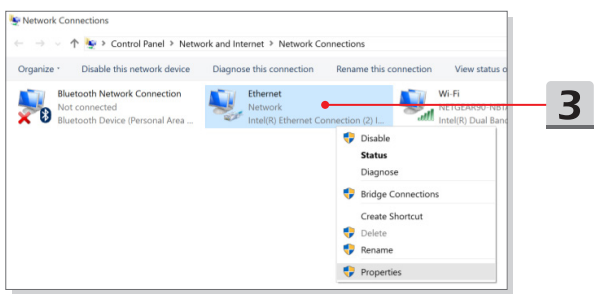 Network Connections
Control Panel > Network and Internet > Network Connections
Organize Disable this network device Diagnose this connection Rename this connection View status o
Bluetooth Network Connection
Not connected
Bluetooth Device (Personal Area ...
Ethernet
Network
Intel(R) Ethernet Connection (2) I...
Wi-Fi
Intel(R) Dual Band
3
Disable
Status
Diagnose
Bridge Connections
Create Shortcut
Delete
Rename
Properties